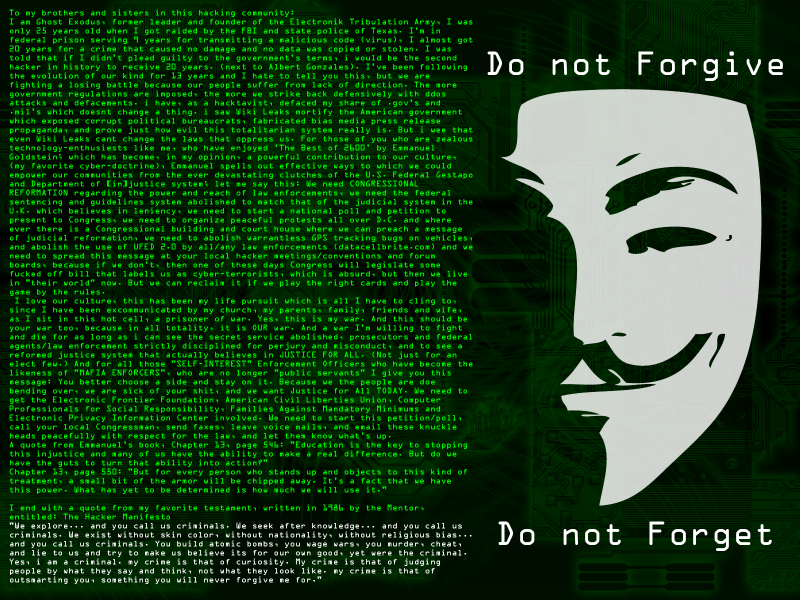 To my brothers and sisters in this hacking community:
I am Ghost Exodus, former leader and founder of the Electronik Tribulation Army, I was
only 25 years old when I got raided by the FBI and state police of Texas. I'm in
federal prison serving 9 years for transmitting a malicious code (virus), I almost got
20 years for a crime that caused no damage and no data was copied or stolen. I was
told that if I didn't plead guilty to the government's terms, i would be the second
hacker in history to receive 20 years. (next to Albert Gonzales). I've been following
the evolution of our kind for 13 years and I hate to tell you this, but we are
fighting a losing battle because our people suffer from lack of direction. The more
government regulations are imposed, the more we strike back defensively with ddos
attacks and defacements. i have, as a hacktavist, defaced my share of .gov's and
.mil's which doesnt change a thing. i saw Wiki Leaks mortify the American government
which exposed corrupt political bureaucrats, fabricated bias media press release
propaganda, and prove just how evil this totalitarian system really is. But i wee that
even Wiki Leaks cant change the laws that oppress us. For those of you who are zealous
technology-enthusiasts like me, who have enjoyed 'The Best of 2600' by Emmanuel
Goldstein, which has become, in my opinion, a powerful contribution to our culture,
(my favorite cyber-doctrine), Emmanuel spells out effective ways to which we could
empower our communities from the ever devastating clutches of the U.S. Federal Gestapo
and Department of [in]justice system; let me say this: We need CONGRESSIONAL
REFORMATION regarding the power and reach of law enforcements, we need the federal
sentencing and guidelines system abolished to match that of the judicial system in the
U.K. which believes in leniency, we need to start a national poll and petition to
present to Congress, we need to organize peaceful protests all over D.C. and where
ever there is a Congressional building and court house where we can preach a message
of judicial reformation, we need to abolish warrantless GPS tracking bugs on vehicles,
and abolish the use of UFED 2.0 by all/any law enforcements (datacellbrite.com) and we
need to spread this message at your local hacker meetings/conventions and forum
boards, because if we don't, then one of these days Congress will legislate some
fucked off bill that labels us as cyber-terrorists, which is absurd, but then we live
in "their world" now. But we can reclaim it if we play the right cards and play the
game by the rules.
I love our culture, this has been my life pursuit which is all I have to cling to,
since I have been excommunicated by my church, my parents, family, friends and wife,
as I sit in this hot cell, a prisoner of war. Yes, this is my war. And this should be
your war too, because in all totality, it is OUR war. And a war I'm willing to fight
and die for as long as i can see the secret service abolished, prosecutors and federal
agents/law enforcement strictly disciplined for perjury and misconduct, and to see a
reformed justice system that actually believes in JUSTICE FOR ALL. (Not just for an
elect few.) And for all those "SELF-INTEREST" Enforcement Officers who have become the
likeness of "MAFIA ENFORCERS", who are no longer "public servants" I give you this
message: You better choose a side and stay on it. Because we the people are doe
bending over, we are sick of your shit, and we want Justice for All TODAY. We need to
get the Electronic Frontier Foundation, American Civil Liberties Union, Computer
Professionals for Social Responsibility, Families Against Mandatory Minimums and
Electronic Privacy Information Center involved. We need to start this petition/poll,
call your local Congressman, send faxes, leave voice mails, and email these knuckle
heads peacefully with respect for the law, and let them know what's up.
A quote from Emmanuel's book, Chapter 13, page 546: "Education is the key to stopping
this injustice and many of us have the ability to make a real difference. But do we
have the guts to turn that ability into action?"
Chapter 13, page 550: "But for every person who stands up and objects to this kind of
treatment, a small bit of the armor will be chipped away. It's a fact that we have
this power. What has yet to be determined is how much we will use it."
I end with a quote from my favorite testament, written in 1986 by the Mentor,
entitled: The Hacker Manifesto
"We explore... and you call us criminals. We seek after knowledge... and you call us
criminals. We exist without skin color, without nationality, without religious bias...
and you call us criminals. You build atomic bombs, you wage wars, you murder, cheat,
and lie to us and try to make us believe its for our own good, yet were the criminal.
Yes, i am a criminal. my crime is that of curiosity. My crime is that of judging
people by what they say and think, not what they look like. my crime is that of
outsmarting you, something you will never forgive me for."
Do not Forgive
Do not Forget